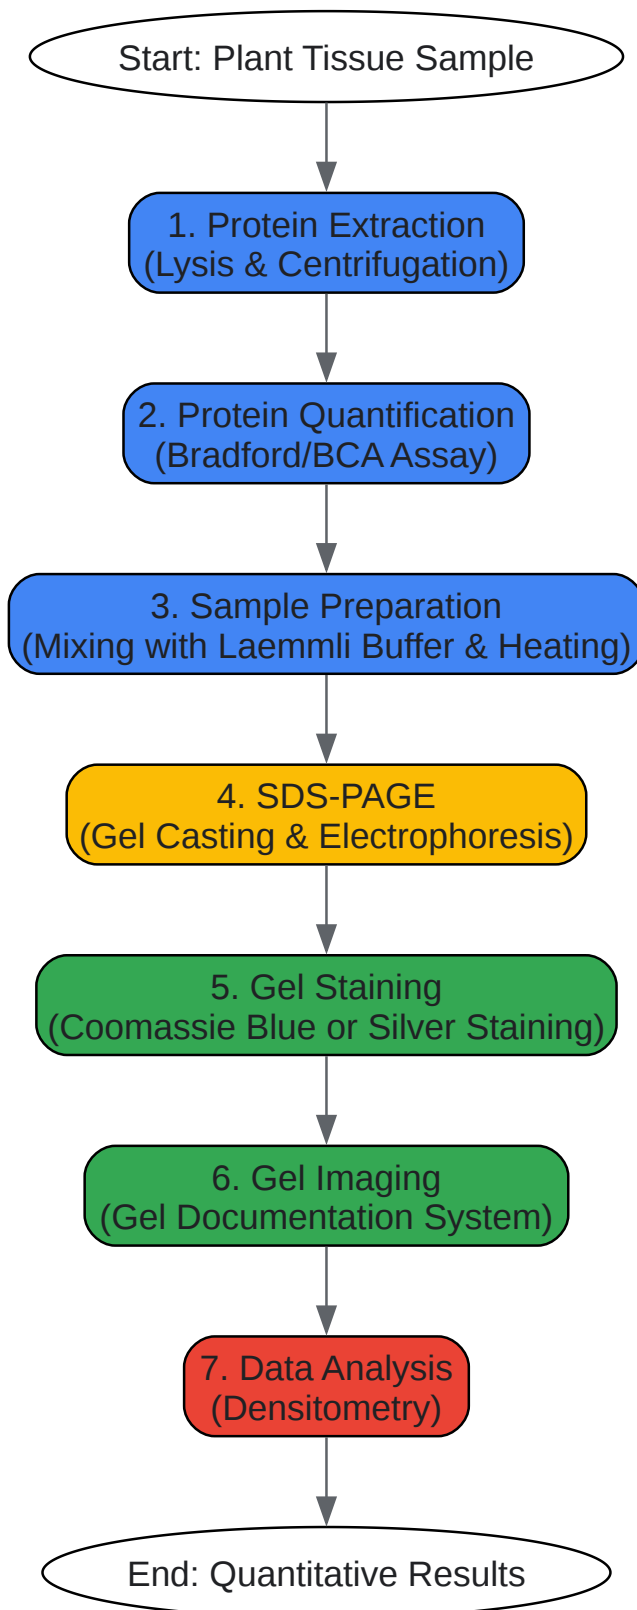 Start: Plant Tissue Sample
1. Protein Extraction
(Lysis & Centrifugation)
2. Protein Quantification
(Bradford/BCA Assay)
3. Sample Preparation
(Mixing with Laemmli Buffer & Heating)
4. SDS-PAGE
(Gel Casting & Electrophoresis)
5. Gel Staining
(Coomassie Blue or Silver Staining)
6. Gel Imaging
(Gel Documentation System)
7. Data Analysis
(Densitometry)
End: Quantitative Results